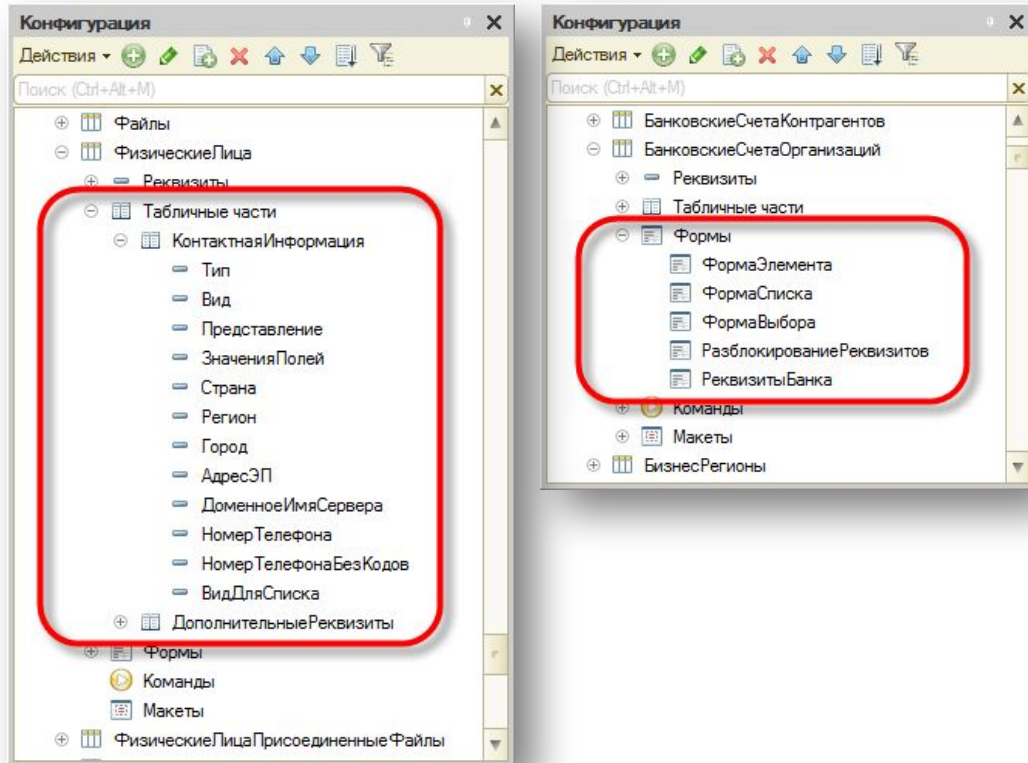 Конфигурация
Действия
Поиск (Ctrl+Alt+M)
Файлы
ФизическиеЛица
Реквизиты
Табличные части
КонтактнаяИнформация
Тип
Вид
Представление
ЗначенияПолей
Страна
Регион
Город
АдресЭП
ДоменноеИмяСервера
НомерТелефона
НомерТелефонаБезКодов
ВидДляСписка
ДополнительныеРеквизиты
Формы
Команды
Макеты
ФизическиеЛицаПрисоединенныеФайлы
Конфигурация
Действия
Поиск (Ctrl+Alt+M)
БанковскиеСчетаКонтрагентов
БанковскиеСчетаОрганизаций
Реквизиты
Табличные части
Формы
ФормаЭлемента
ФормаСписка
ФормаВыбора
РазблокированиеРеквизитов
РеквизитыБанка
Команды
Макеты
БизнесРегионы